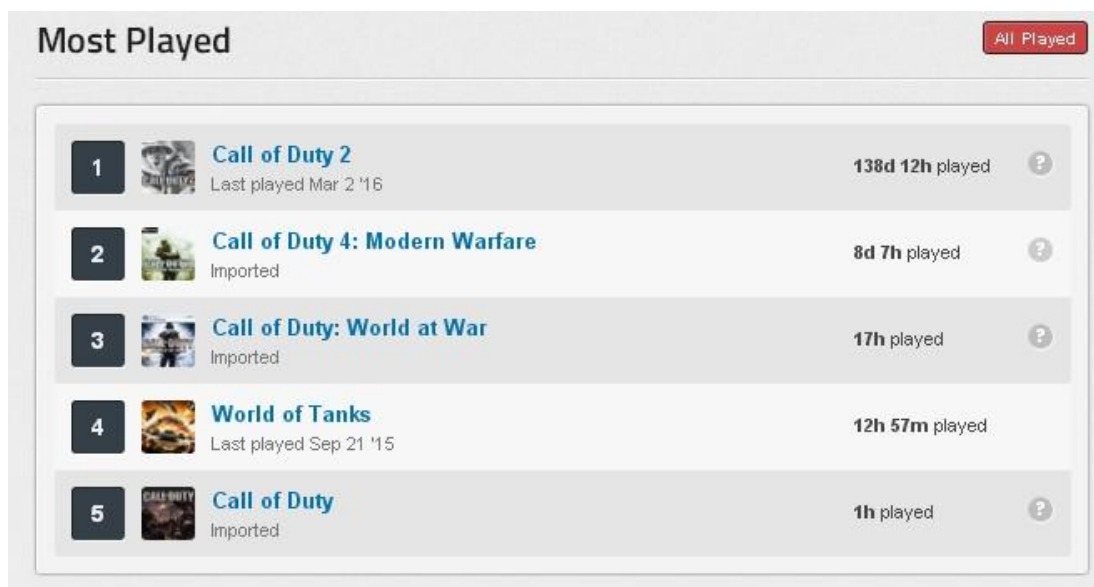 Most Played
All Played
1
Call of Duty 2
Last played Mar 2 '16
138d 12h played
?
2
Call of Duty 4: Modern Warfare
Imported
8d 7h played
?
3
Call of Duty: World at War
Imported
17h played
?
4
World of Tanks
Last played Sep 21 '15
12h 57m played
5
CALL DUTY
Call of Duty
Imported
1h played
?